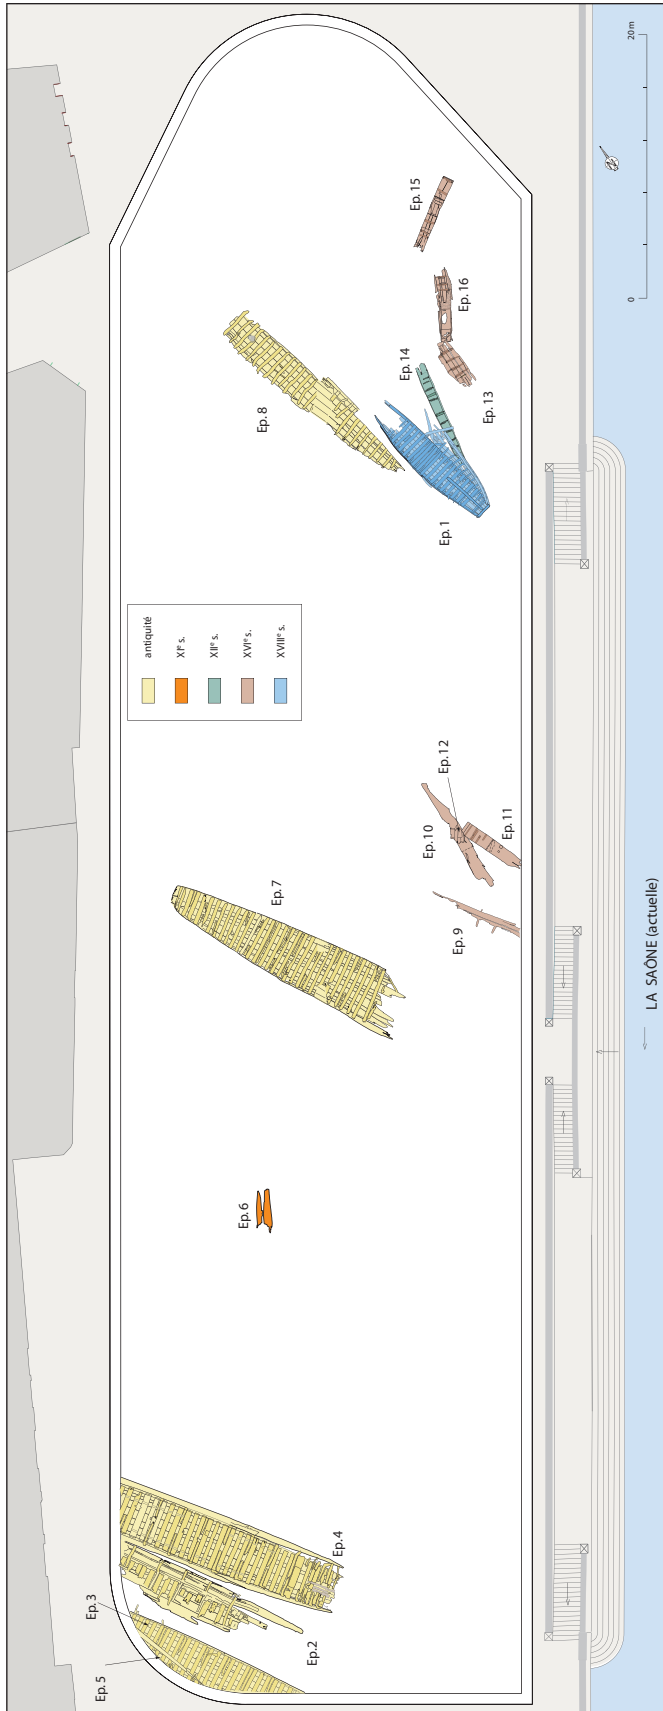 20 m
0
N
Ep. 15
Ep. 16
Ep. 14
Ep. 13
Ep. 8
Ep. 1
antiquité
XIᵉ s.
XIIᵉ s.
XVIᵉ s.
XVIIIᵉ s.
Ep. 12
Ep. 10
Ep. 11
Ep. 9
Ep. 7
LA SAÔNE (actuelle)
Ep. 6
Ep. 4
Ep. 3
Ep. 2
Ep. 5